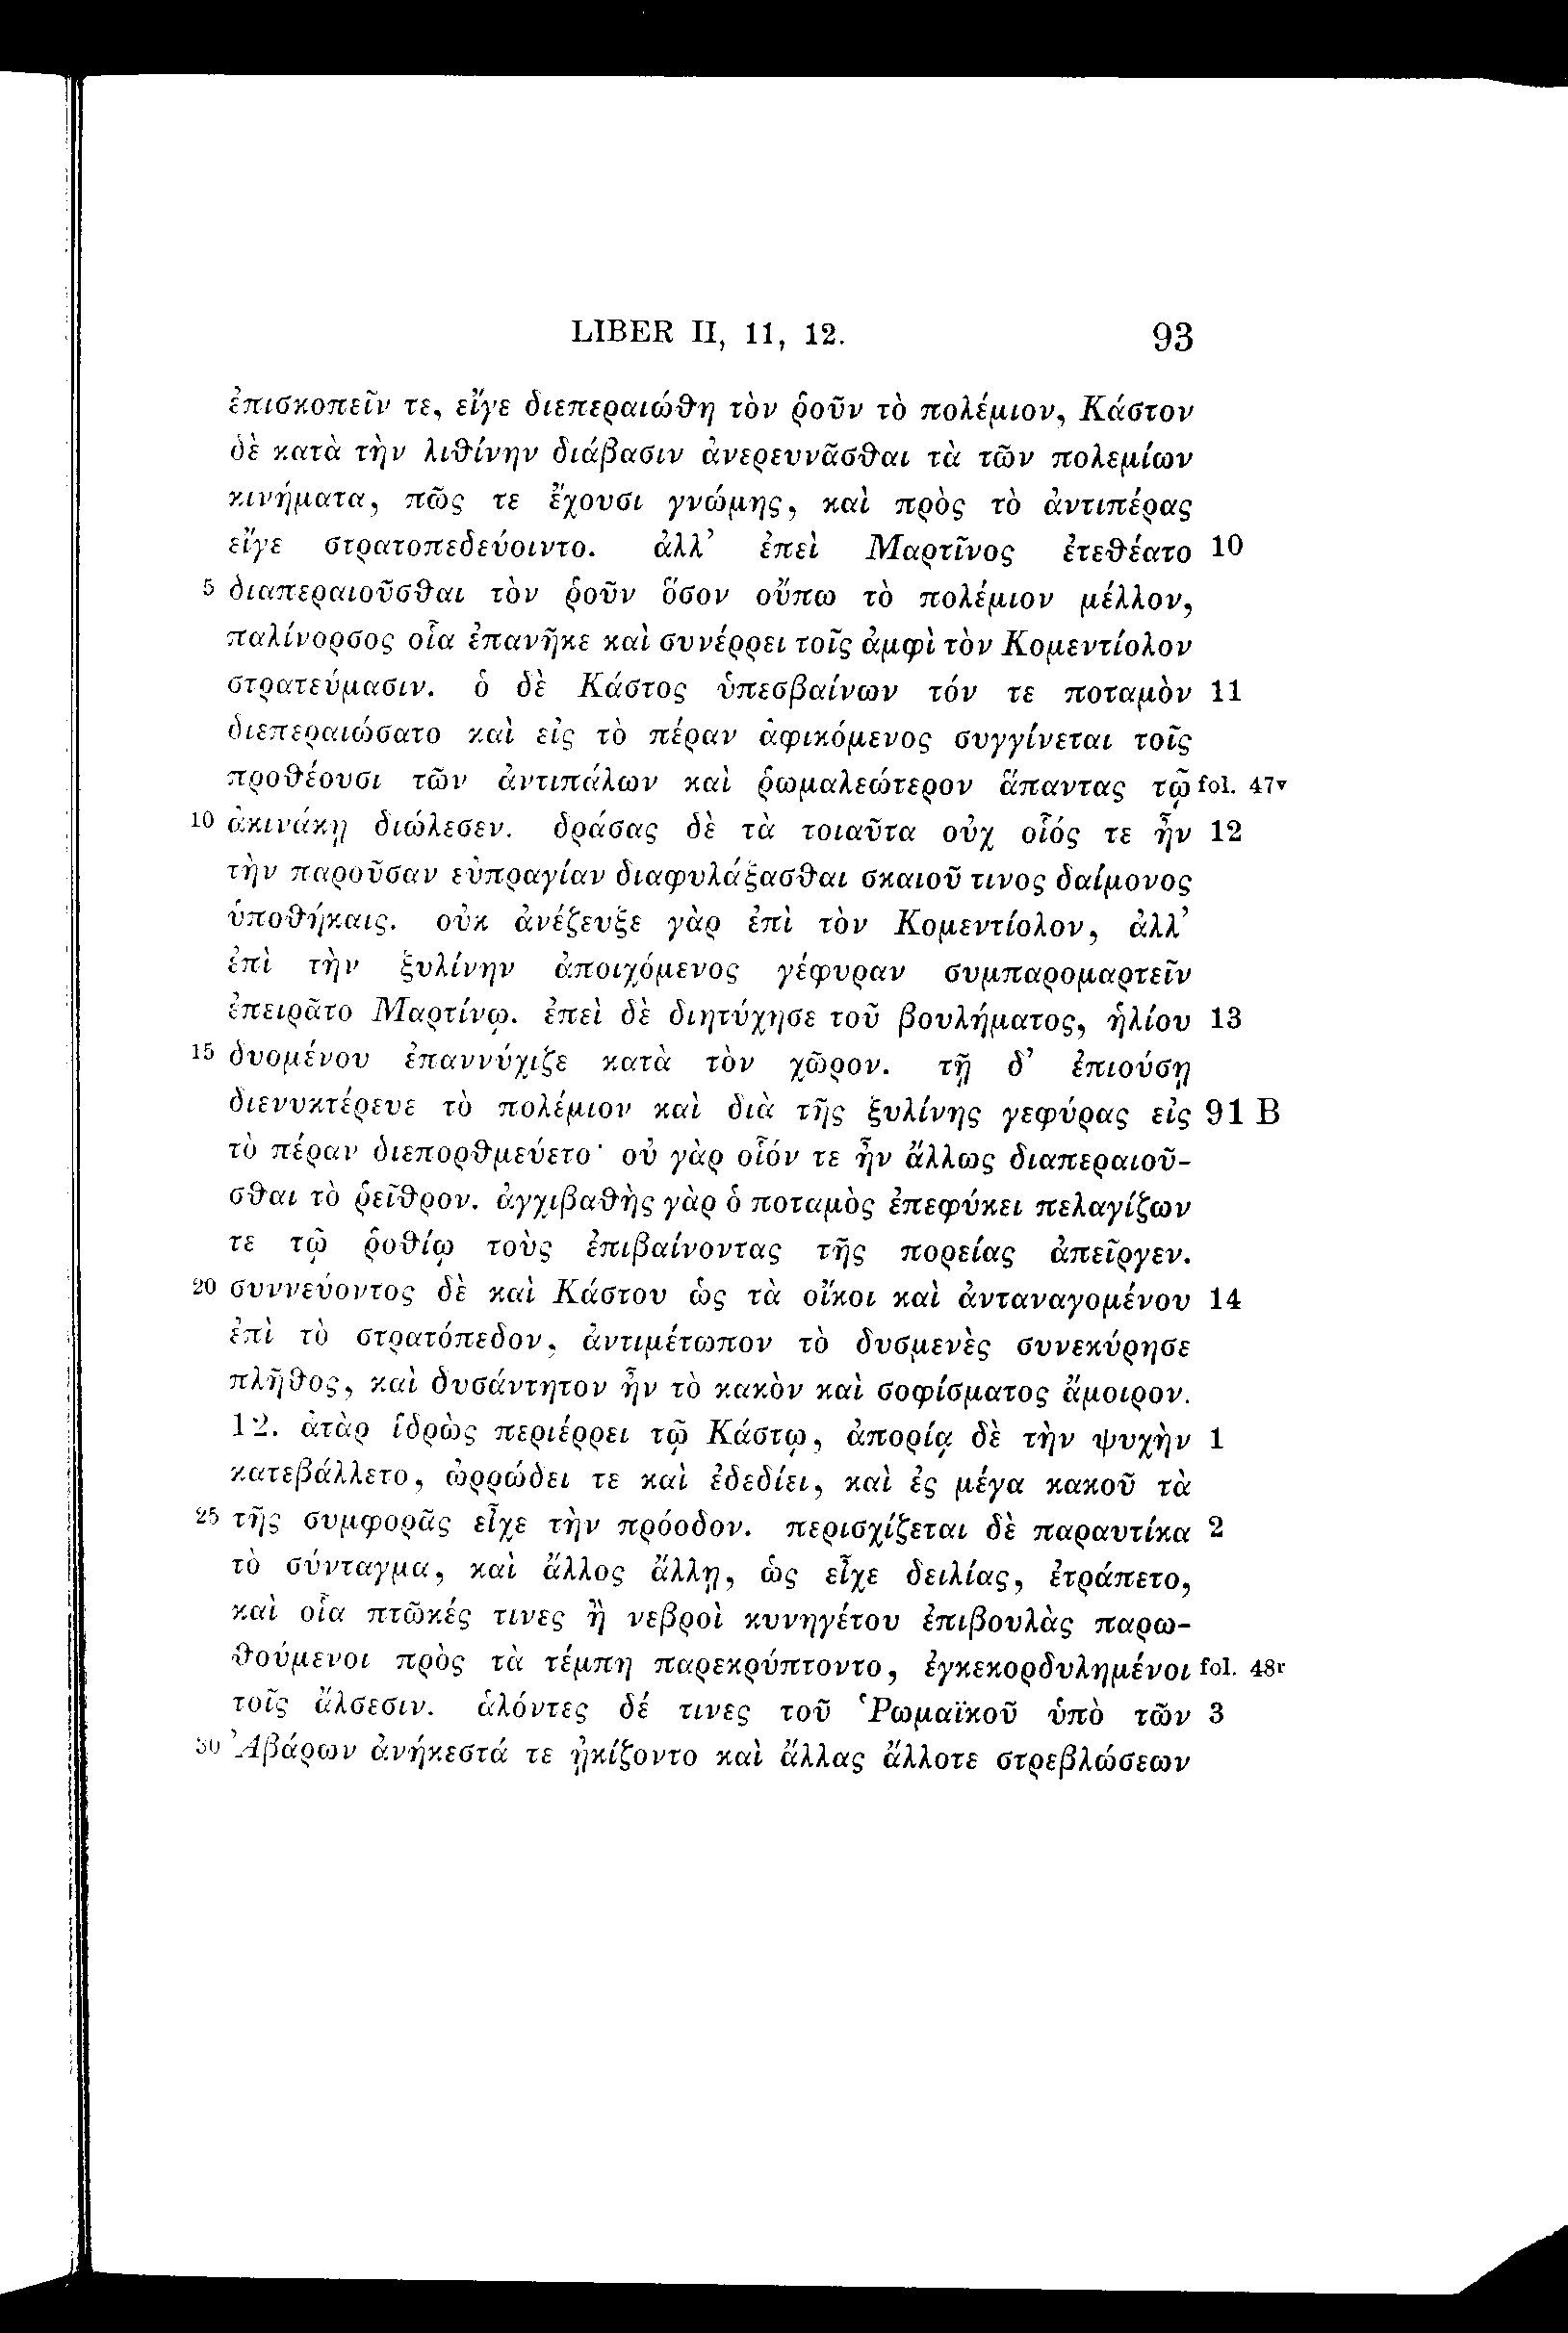 LIBER II, 11, 12. 93
ἐπισκοπεῖν τε, εἴγε διεπεραιώθη τὸν ῥοῦν τὸ πολέμιον, Κάστον
δὲ κατὰ τὴν λιθίνην διάβασιν ἀνερευνᾶσθαι τὰ τῶν πολεμίων
κινήματα, πῶς τε ἔχουσι γνώμης, καὶ πρὸς τὸ ἀντιπέρας
εἴγε στρατοπεδεύοιντο. ἀλλ’ ἐπεὶ Μαρτῖνος ἐτεθέατο 10
5 διαπεραιοῦσθαι τὸν ῥοῦν ὅσον οὔπω τὸ πολέμιον μέλλον,
παλίνορσος οἷα ἐπανῆκε καὶ συνέρρει τοῖς ἀμφὶ τὸν Κομεντίολον
στρατεύμασιν. ὁ δὲ Κάστος ὑπεσβαίνων τόν τε ποταμὸν 11
διεπεραιώσατο καὶ εἰς τὸ πέραν ἀφικόμενος συγγίνεται τοῖς
προθέουσι τῶν ἀντιπάλων καὶ ῥωμαλεώτερον ἅπαντας τῷ fol. 47v
10 ἀκινάκῃ διώλεσεν. δράσας δὲ τὰ τοιαῦτα οὐχ οἷός τε ἦν 12
τὴν παροῦσαν εὐπραγίαν διαφυλάξασθαι σκαιοῦ τινος δαίμονος
ὑποθήκαις. οὐκ ἀνέζευξε γὰρ ἐπὶ τὸν Κομεντίολον, ἀλλ’
ἐπὶ τὴν ξυλίνην ἀποιχόμενος γέφυραν συμπαρομαρτεῖν
ἐπειρᾶτο Μαρτίνῳ. ἐπεὶ δὲ διητύχησε τοῦ βουλήματος, ἡλίου 13
15 δυομένου ἐπαννύχιζε κατὰ τὸν χῶρον. τῇ δ’ ἐπιούσῃ
διενυκτέρευε τὸ πολέμιον καὶ διὰ τῆς ξυλίνης γεφύρας εἰς 91 B
τὸ πέραν διεπορθμεύετο· οὐ γὰρ οἷόν τε ἦν ἄλλως διαπεραιοῦ-
σθαι τὸ ῥεῖθρον. ἀγχιβαθὴς γὰρ ὁ ποταμὸς ἐπεφύκει πελαγίζων
τε τῷ ῥοθίῳ τοὺς ἐπιβαίνοντας τῆς πορείας ἀπεῖργεν.
20 συννεύοντος δὲ καὶ Κάστου ὡς τὰ οἴκοι καὶ ἀνταναγομένου 14
ἐπὶ τὸ στρατόπεδον, ἀντιμέτωπον τὸ δυσμενὲς συνεκύρησε
πλῆθος, καὶ δυσάντητον ἦν τὸ κακὸν καὶ σοφίσματος ἄμοιρον.
12. ἀτὰρ ἱδρὼς περιέρρει τῷ Κάστῳ, ἀπορίᾳ δὲ τὴν ψυχὴν 1
κατεβάλλετο, ὠρρώδει τε καὶ ἐδεδίει, καὶ ἐς μέγα κακοῦ τὰ
25 τῆς συμφορᾶς εἶχε τὴν πρόοδον. περισχίζεται δὲ παραυτίκα 2
τὸ σύνταγμα, καὶ ἄλλος ἄλλῃ, ὡς εἶχε δειλίας, ἐτράπετο,
καὶ οἷα πτῶκές τινες ἢ νεβροὶ κυνηγέτου ἐπιβουλὰς παρω-
θούμενοι πρὸς τὰ τέμπη παρεκρύπτοντο, ἐγκεκορδυλημένοι fol. 48r
τοῖς ἄλσεσιν. ἁλόντες δέ τινες τοῦ Ῥωμαϊκοῦ ὑπὸ τῶν 3
30 Ἀβάρων ἀνήκεστά τε ᾐκίζοντο καὶ ἄλλας ἄλλοτε στρεβλώσεων